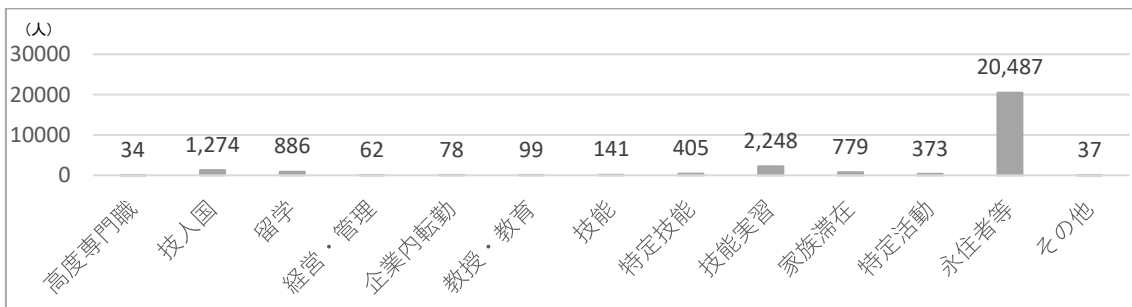 （人）
30000
20000
10000
0
34
1,274
886
62
78
99
141
405
2,248
779
373
20,487
37
高度専門職
技人国
留学
経営・管理
企業内転勤
教授・教育
技能
特定技能
技能実習
家族滞在
特定活動
永住者等
その他